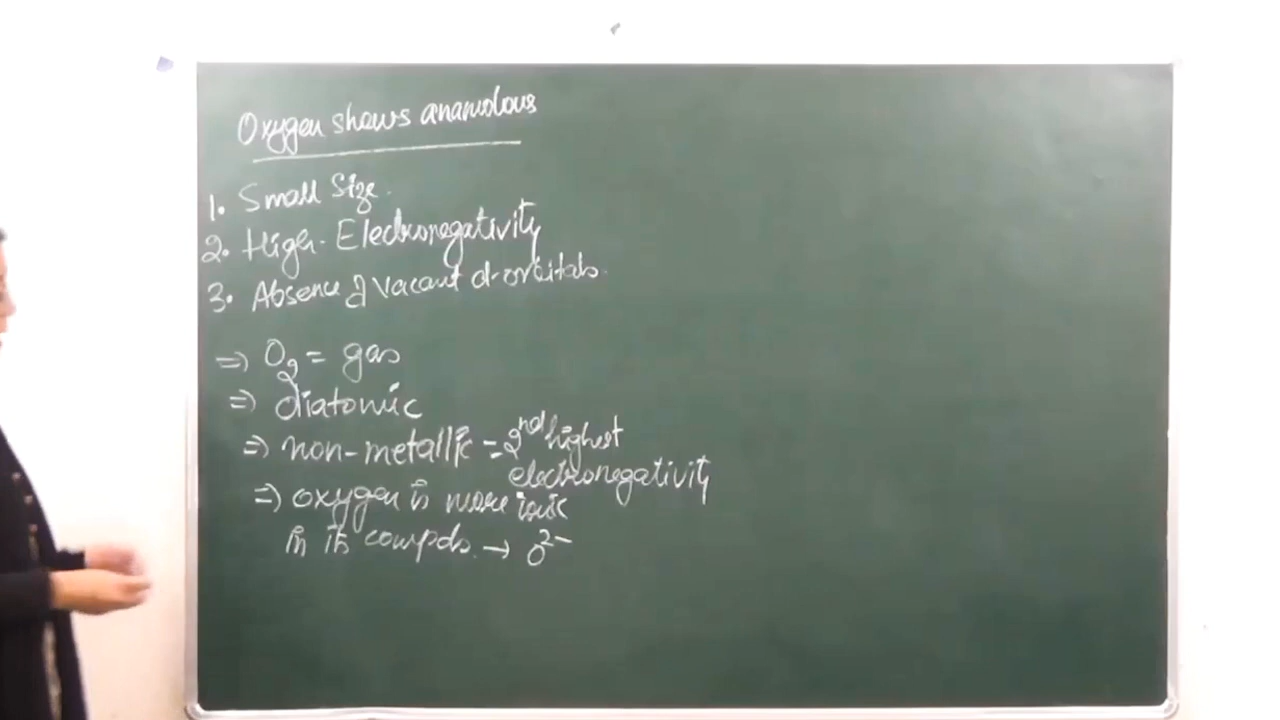 Oxygen shows anamolous
1. Small Size.
2. High. Electronegativity
3. Absence of vacant d-orbitals.
=> O2 = gas
=> diatomic
=> non-metallic = 2nd highest
electronegativity
=> oxygen is more ionic
in its compds. → O2-